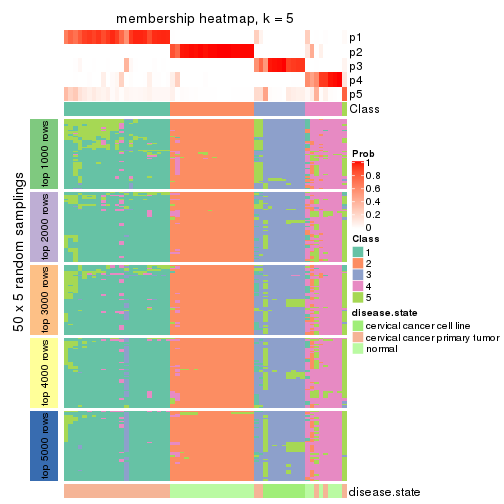 membership heatmap, k = 5
p1
p2
p3
p4
p5
Class
50 x 5 random samplings
top 1000 rows
top 2000 rows
top 3000 rows
top 4000 rows
top 5000 rows
disease.state
Prob
1
0.8
0.6
0.4
0.2
0
Class
1
2
3
4
5
disease.state
cervical cancer cell line
cervical cancer primary tumor
normal